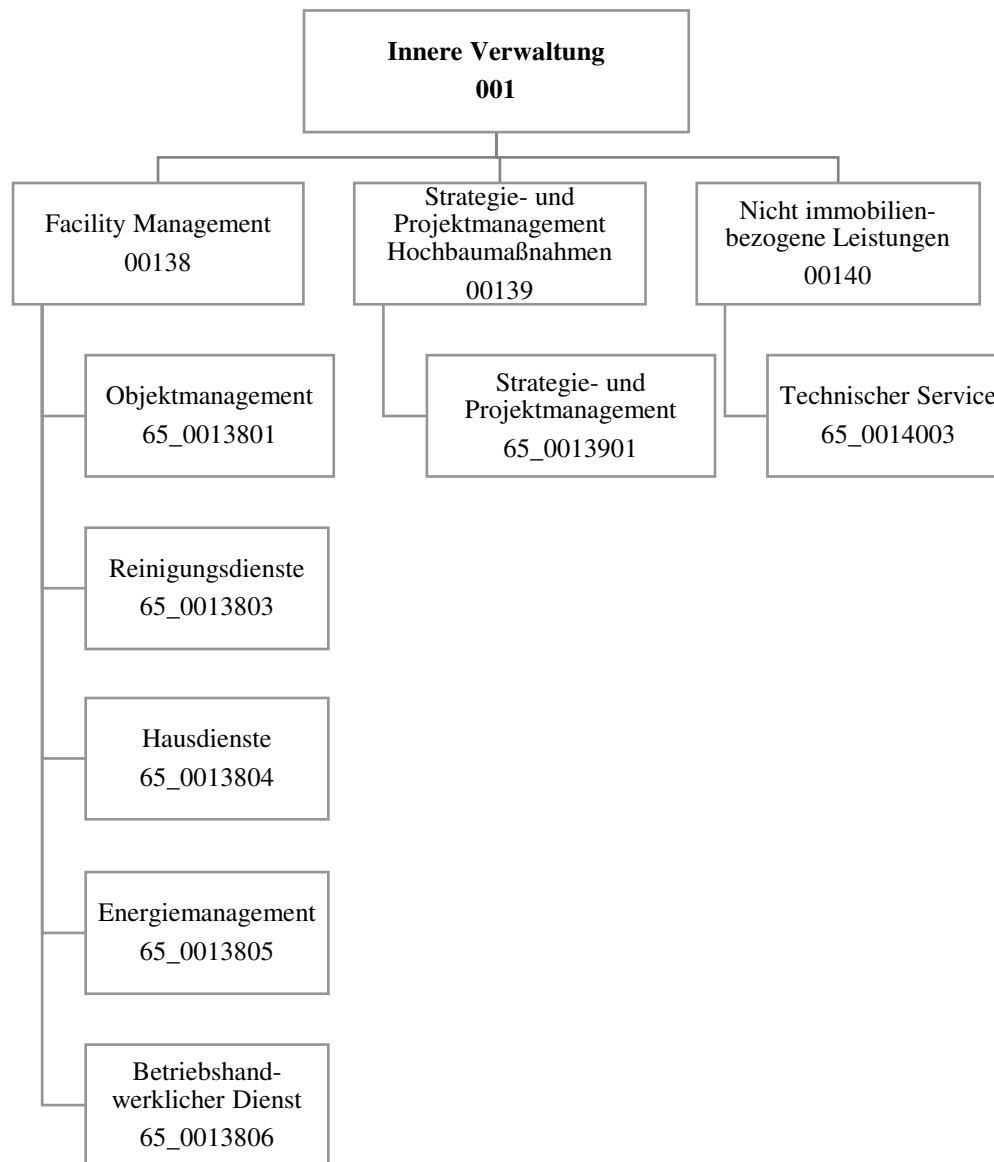 Innere Verwaltung
001
Facility Management
00138
Strategie- und
Projektmanagement
Hochbaumaßnahmen
00139
Nicht immobilien-
bezogene Leistungen
00140
Objektmanagement
65_0013801
Strategie- und
Projektmanagement
65_0013901
Technischer Service
65_0014003
Reinigungsdienste
65_0013803
Hausdienste
65_0013804
Energiemanagement
65_0013805
Betriebshand-
werklicher Dienst
65_0013806